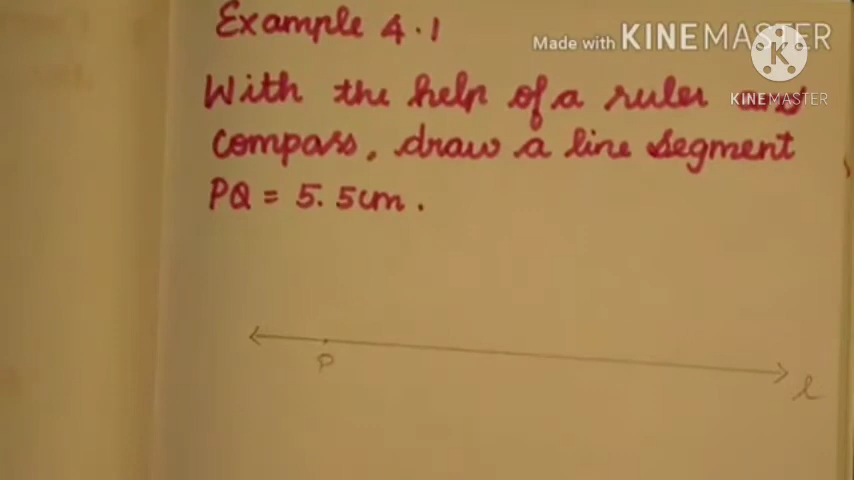 Example 4.1
Made with KINEMASTER
KINEMASTER
With the help of a ruler and
compass, draw a line segment
PQ = 5.5cm.
P
l